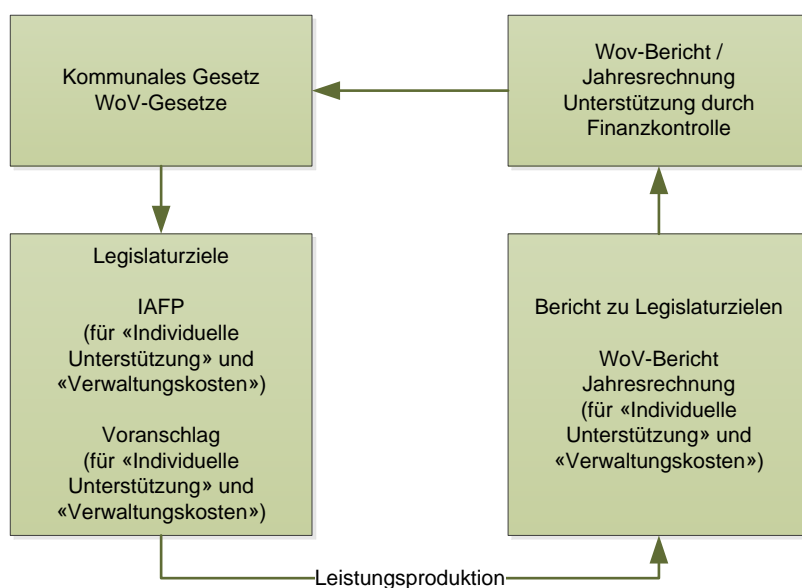 Kommunales Gesetz
WoV-Gesetze
Wov-Bericht /
Jahresrechnung
Unterstützung durch
Finanzkontrolle
Legislaturziele
IAFP
(für «Individuelle
Unterstützung» und
«Verwaltungskosten»)
Voranschlag
(für «Individuelle
Unterstützung» und
«Verwaltungskosten»)
Bericht zu Legislaturzielen
WoV-Bericht
Jahresrechnung
(für «Individuelle
Unterstützung» und
«Verwaltungskosten»)
Leistungsproduktion